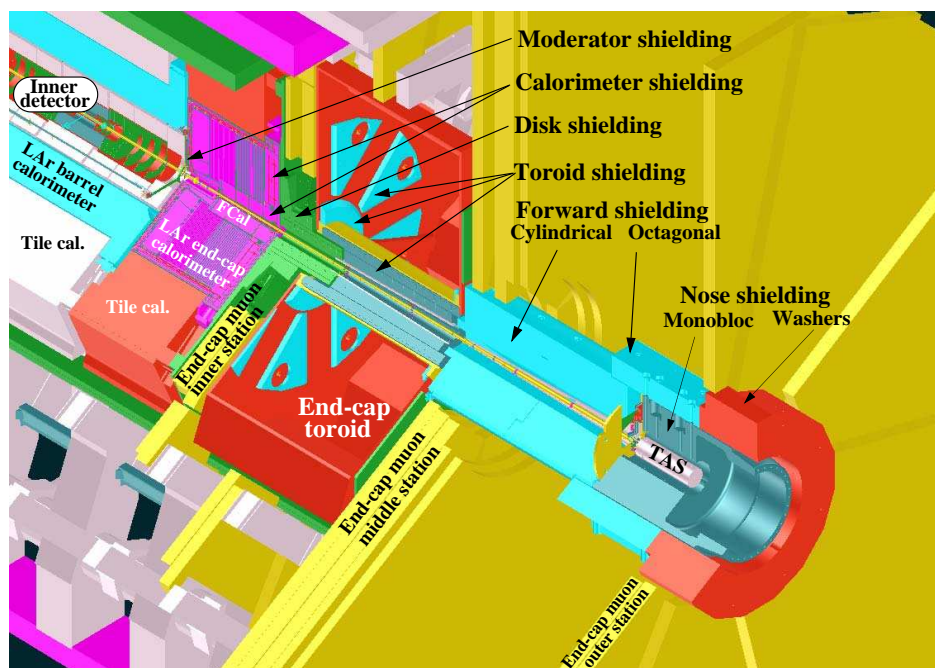 Moderator shielding
Inner
detector
Calorimeter shielding
Disk shielding
LAr barrel
calorimeter
Toroid shielding
FCal
Forward shielding
Cylindrical Octagonal
Tile cal.
LAr end-cap
calorimeter
Nose shielding
Monobloc Washers
Tile cal.
End-cap muon
inner station
End-cap
toroid
TAS
End-cap muon
middle station
End-cap muon
outer station